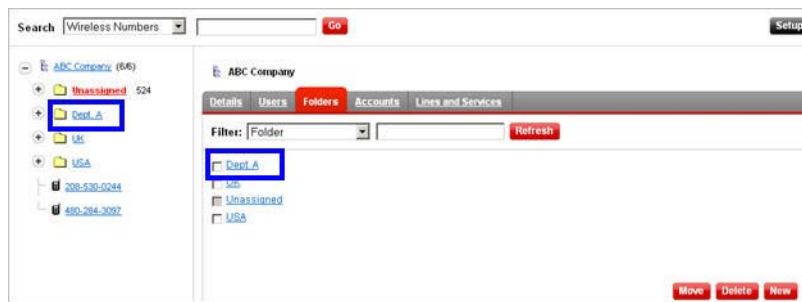 Search Wireless Numbers Go Setup
ABC Company (6/6)
Unassigned 524
Dept. A
UK
USA
208-530-0244
480-284-3097
ABC Company
Details Users Folders Accounts Lines and Services
Filter: Folder Refresh
Dept. A
UK
Unassigned
USA
Move Delete New